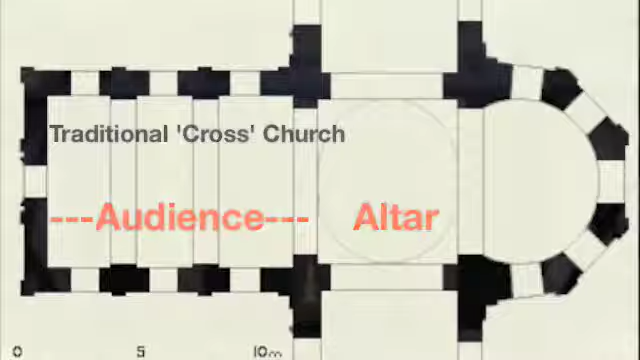 Traditional 'Cross' Church
---Audience--- Altar
0 5 10m